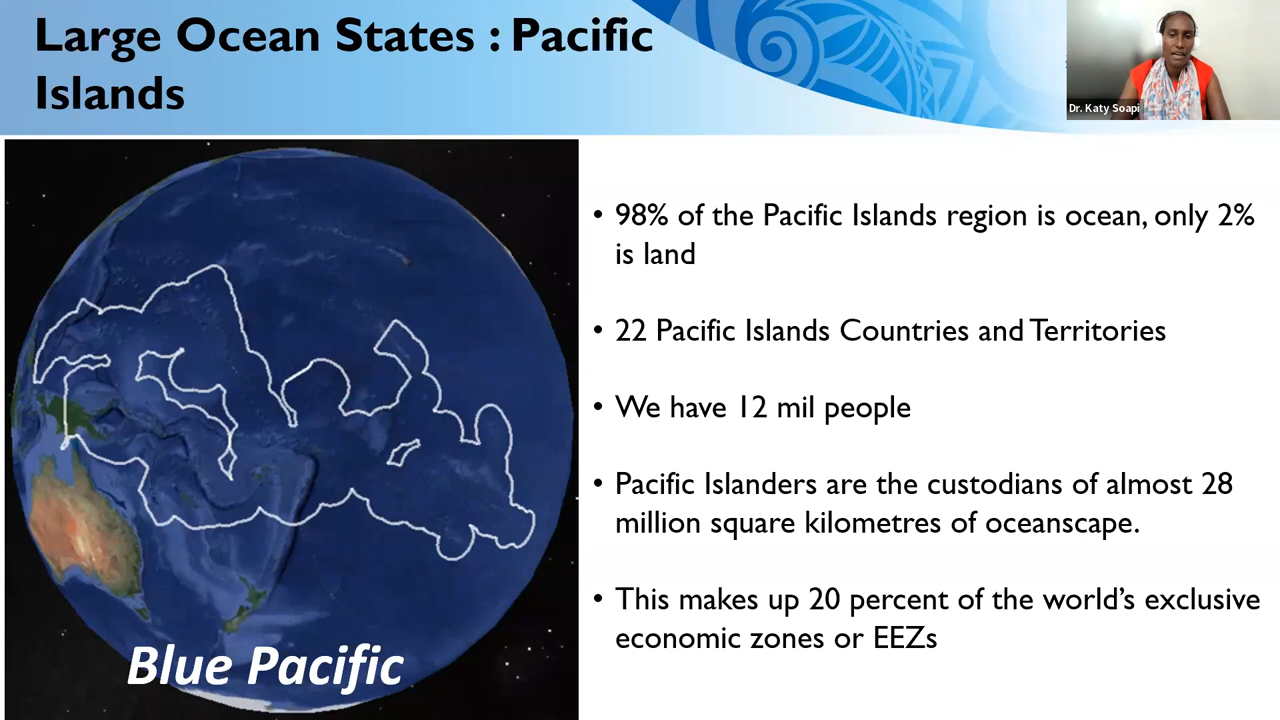 Large Ocean States : Pacific
Islands
Dr. Katy Soapi
98% of the Pacific Islands region is ocean, only 2%
is land
22 Pacific Islands Countries and Territories
We have 12 mil people
Pacific Islanders are the custodians of almost 28
million square kilometres of oceanscape.
This makes up 20 percent of the world’s exclusive
economic zones or EEZs
Blue Pacific